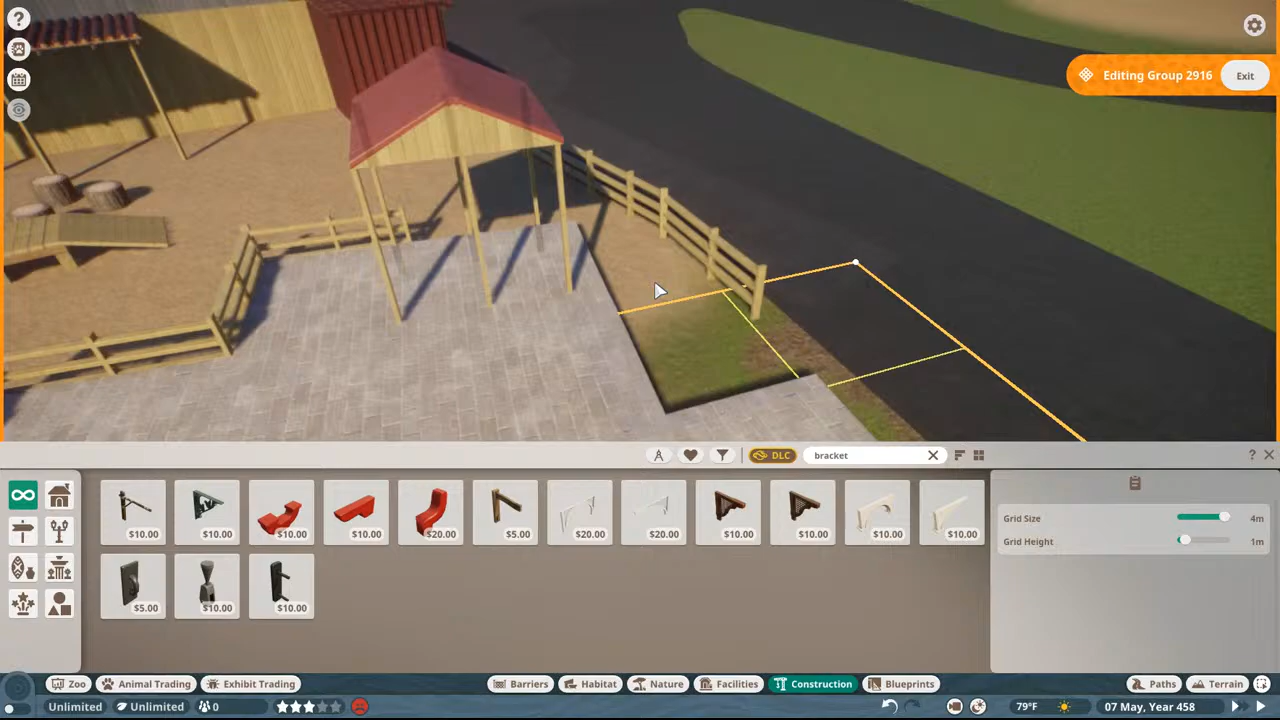 ?
Editing Group 2916 Exit
DLC bracket
?
$10.00 $10.00 $10.00 $10.00 $20.00 $5.00 $20.00 $20.00 $10.00 $10.00 $10.00 $10.00
$5.00 $10.00 $10.00
Grid Size 4m
Grid Height 1m
Zoo Animal Trading Exhibit Trading Barriers Habitat Nature Facilities Construction Blueprints Paths Terrain
Unlimited Unlimited 0 79°F 07 May, Year 458